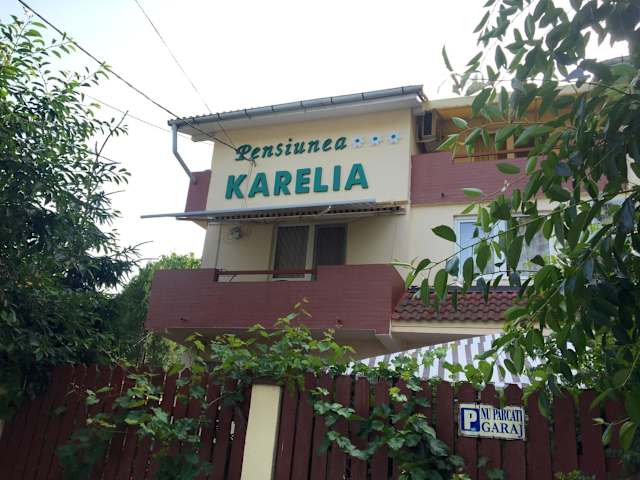 Pensiunea
KARELIA
P NU PARCATI
GARAJ